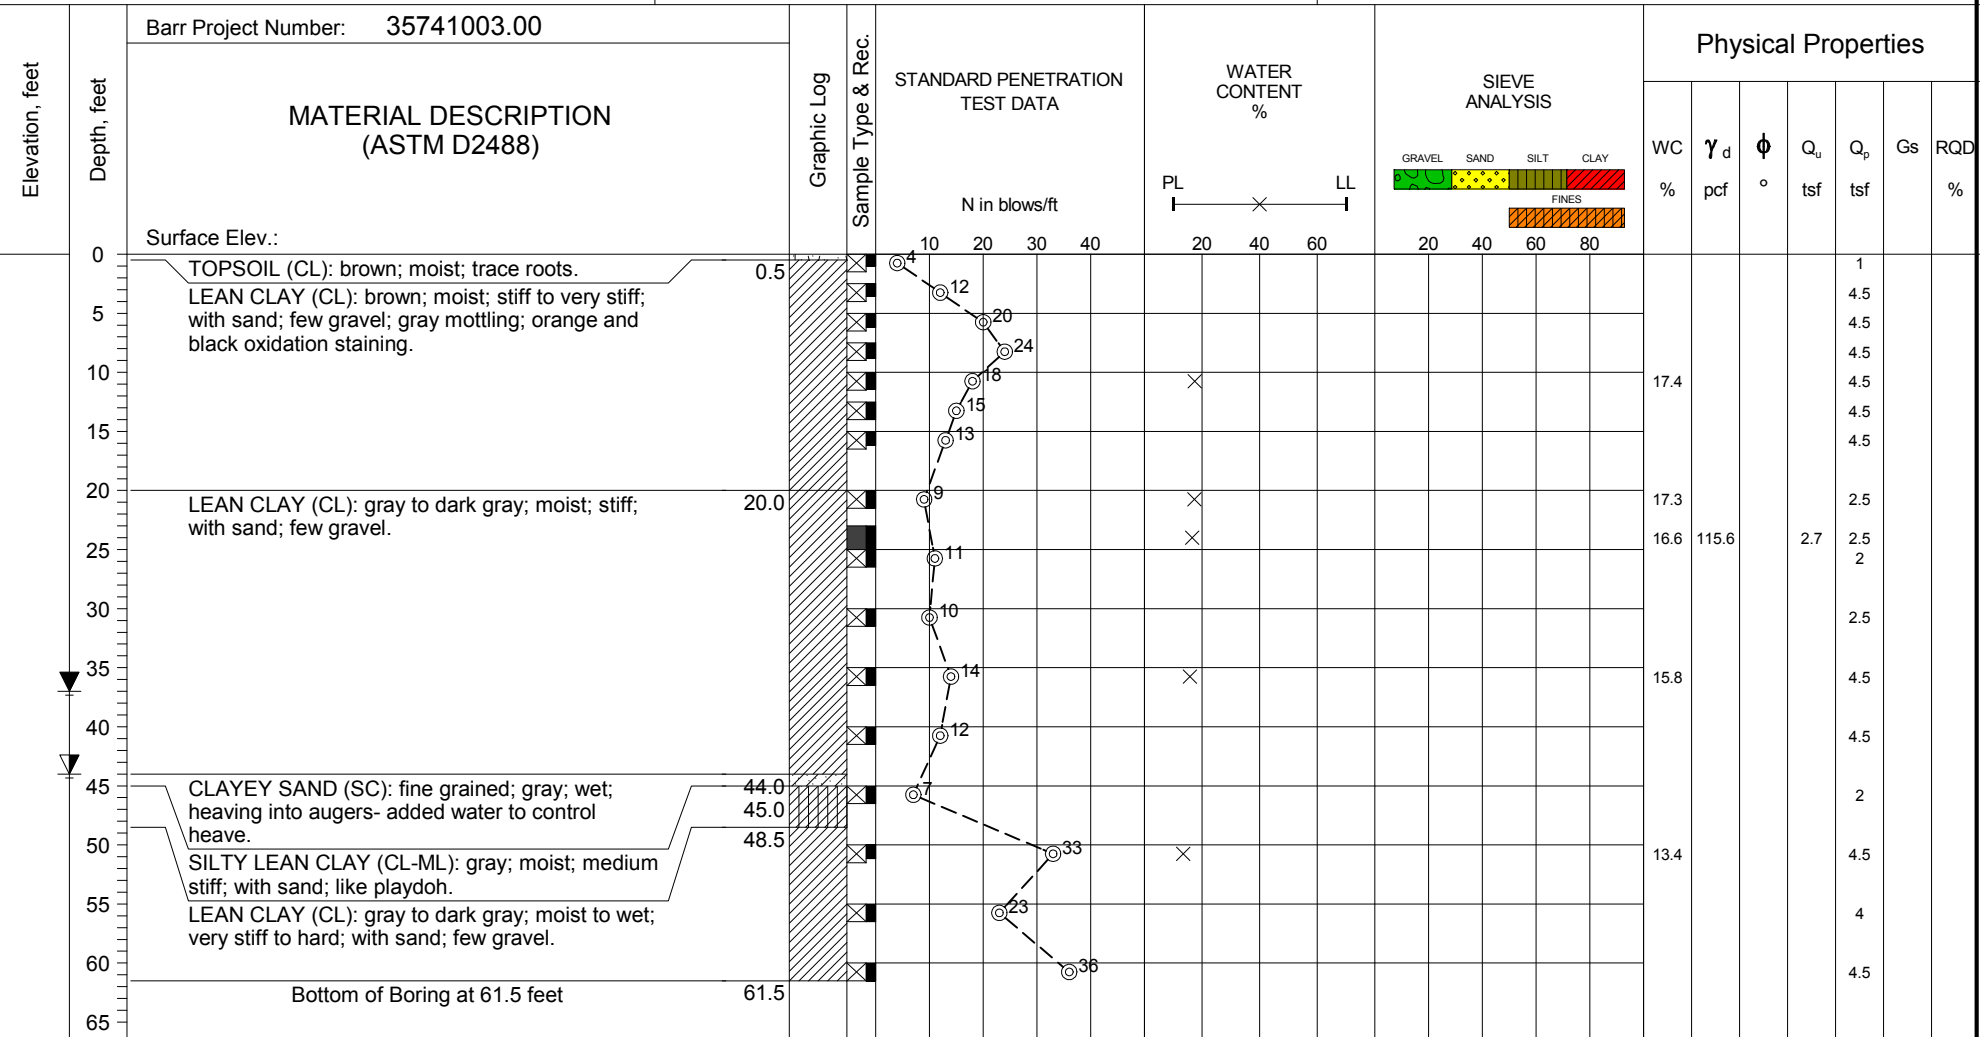 Barr Project Number: 35741003.00
Elevation, feet
Depth, feet
MATERIAL DESCRIPTION
(ASTM D2488)
Surface Elev.:
Graphic Log
Sample Type & Rec.
STANDARD PENETRATION
TEST DATA
N in blows/ft
10 20 30 40
WATER
CONTENT
%
PL LL
20 40 60
SIEVE
ANALYSIS
GRAVEL SAND SILT CLAY
FINES
20 40 60 80
Physical Properties
WC γ d ϕ Qu Qp Gs RQD
% pcf ° tsf tsf %
0
5
10
15
20
25
30
35
40
45
50
55
60
65
TOPSOIL (CL): brown; moist; trace roots. 0.5
LEAN CLAY (CL): brown; moist; stiff to very stiff;
with sand; few gravel; gray mottling; orange and
black oxidation staining.
LEAN CLAY (CL): gray to dark gray; moist; stiff; 20.0
with sand; few gravel.
CLAYEY SAND (SC): fine grained; gray; wet; 44.0
heaving into augers- added water to control 45.0
heave. 48.5
SILTY LEAN CLAY (CL-ML): gray; moist; medium
stiff; with sand; like playdoh.
LEAN CLAY (CL): gray to dark gray; moist to wet;
very stiff to hard; with sand; few gravel.
Bottom of Boring at 61.5 feet 61.5
4
12
20
24
18
15
13
9
11
10
14
12
7
33
23
36
1
4.5
4.5
4.5
17.4 4.5
4.5
4.5
17.3 2.5
16.6 115.6 2.7 2.5
2
2.5
15.8 4.5
4.5
2
13.4 4.5
4
4.5